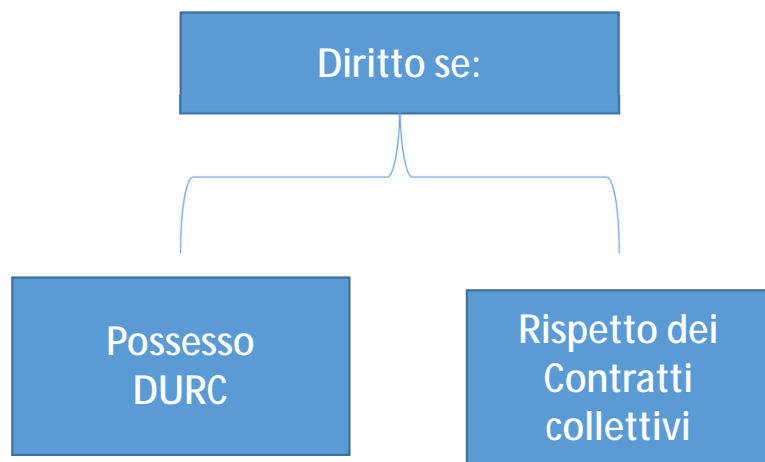 Diritto se:
Possesso
DURC
Rispetto dei
Contratti
collettivi